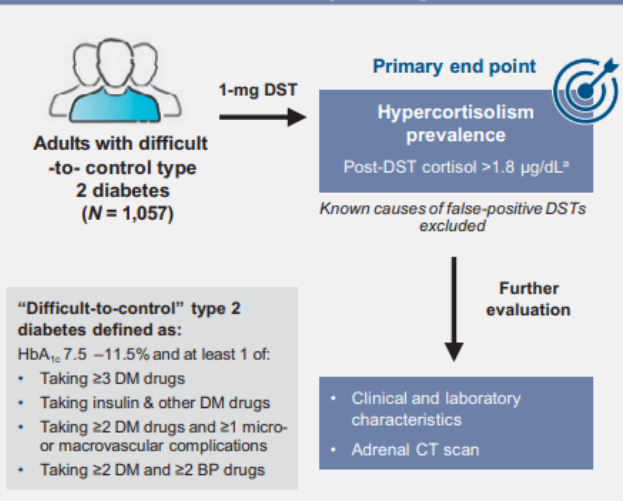 Adults with difficult
-to- control type
2 diabetes
(N = 1,057)
1-mg DST
Primary end point
Hypercortisolism
prevalence
Post-DST cortisol >1.8 µg/dLᵃ
Known causes of false-positive DSTs
excluded
Further
evaluation
• Clinical and laboratory
characteristics
• Adrenal CT scan
“Difficult-to-control” type 2
diabetes defined as:
HbA₁c 7.5 –11.5% and at least 1 of:
• Taking ≥3 DM drugs
• Taking insulin & other DM drugs
• Taking ≥2 DM drugs and ≥1 micro-
or macrovascular complications
• Taking ≥2 DM and ≥2 BP drugs